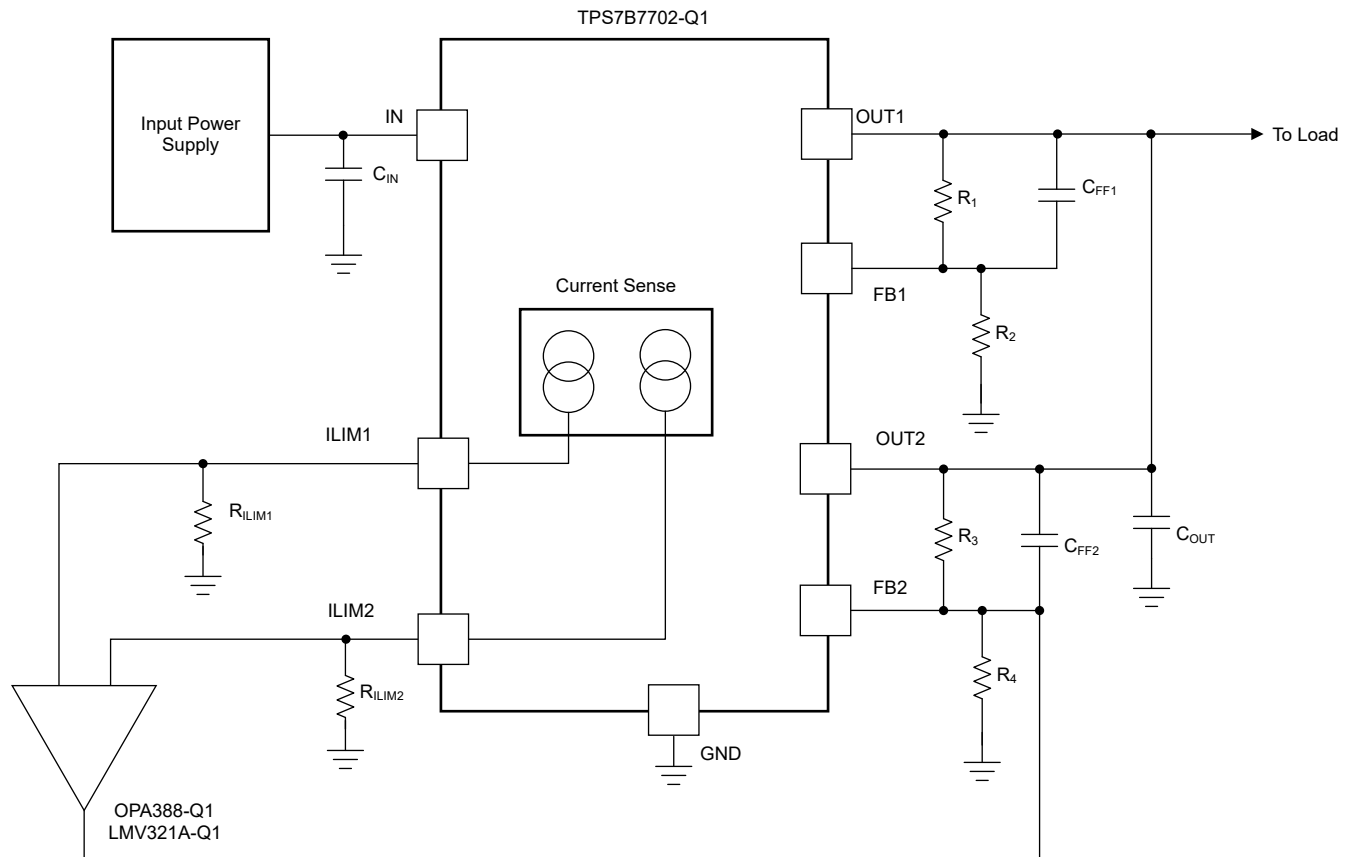 TPS7B7702-Q1
Input Power
Supply
IN
C_IN
OUT1
To Load
R_1
C_FF1
FB1
R_2
Current Sense
ILIM1
R_ILIM1
OUT2
R_3
C_FF2
C_OUT
ILIM2
R_ILIM2
FB2
R_4
GND
OPA388-Q1
LMV321A-Q1